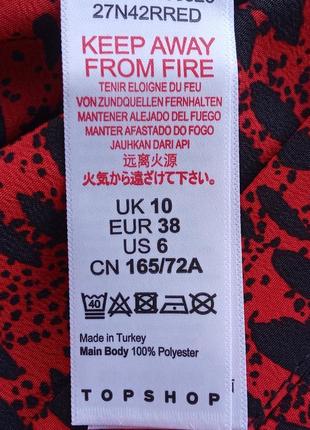 27N42RRED
KEEP AWAY
FROM FIRE
TENIR ELOIGNE DU FEU
VON ZUNDQUELLEN FERNHALTEN
MANTENER ALEJADO DEL FUEGO
MANTER AFASTADO DO FOGO
JAUHKAN DARI API
远离火源
火気から遠ざけて下さい。
UK 10
EUR 38
US 6
CN 165/72A
40
Made in Turkey
Main Body 100% Polyester
TOPSHOP